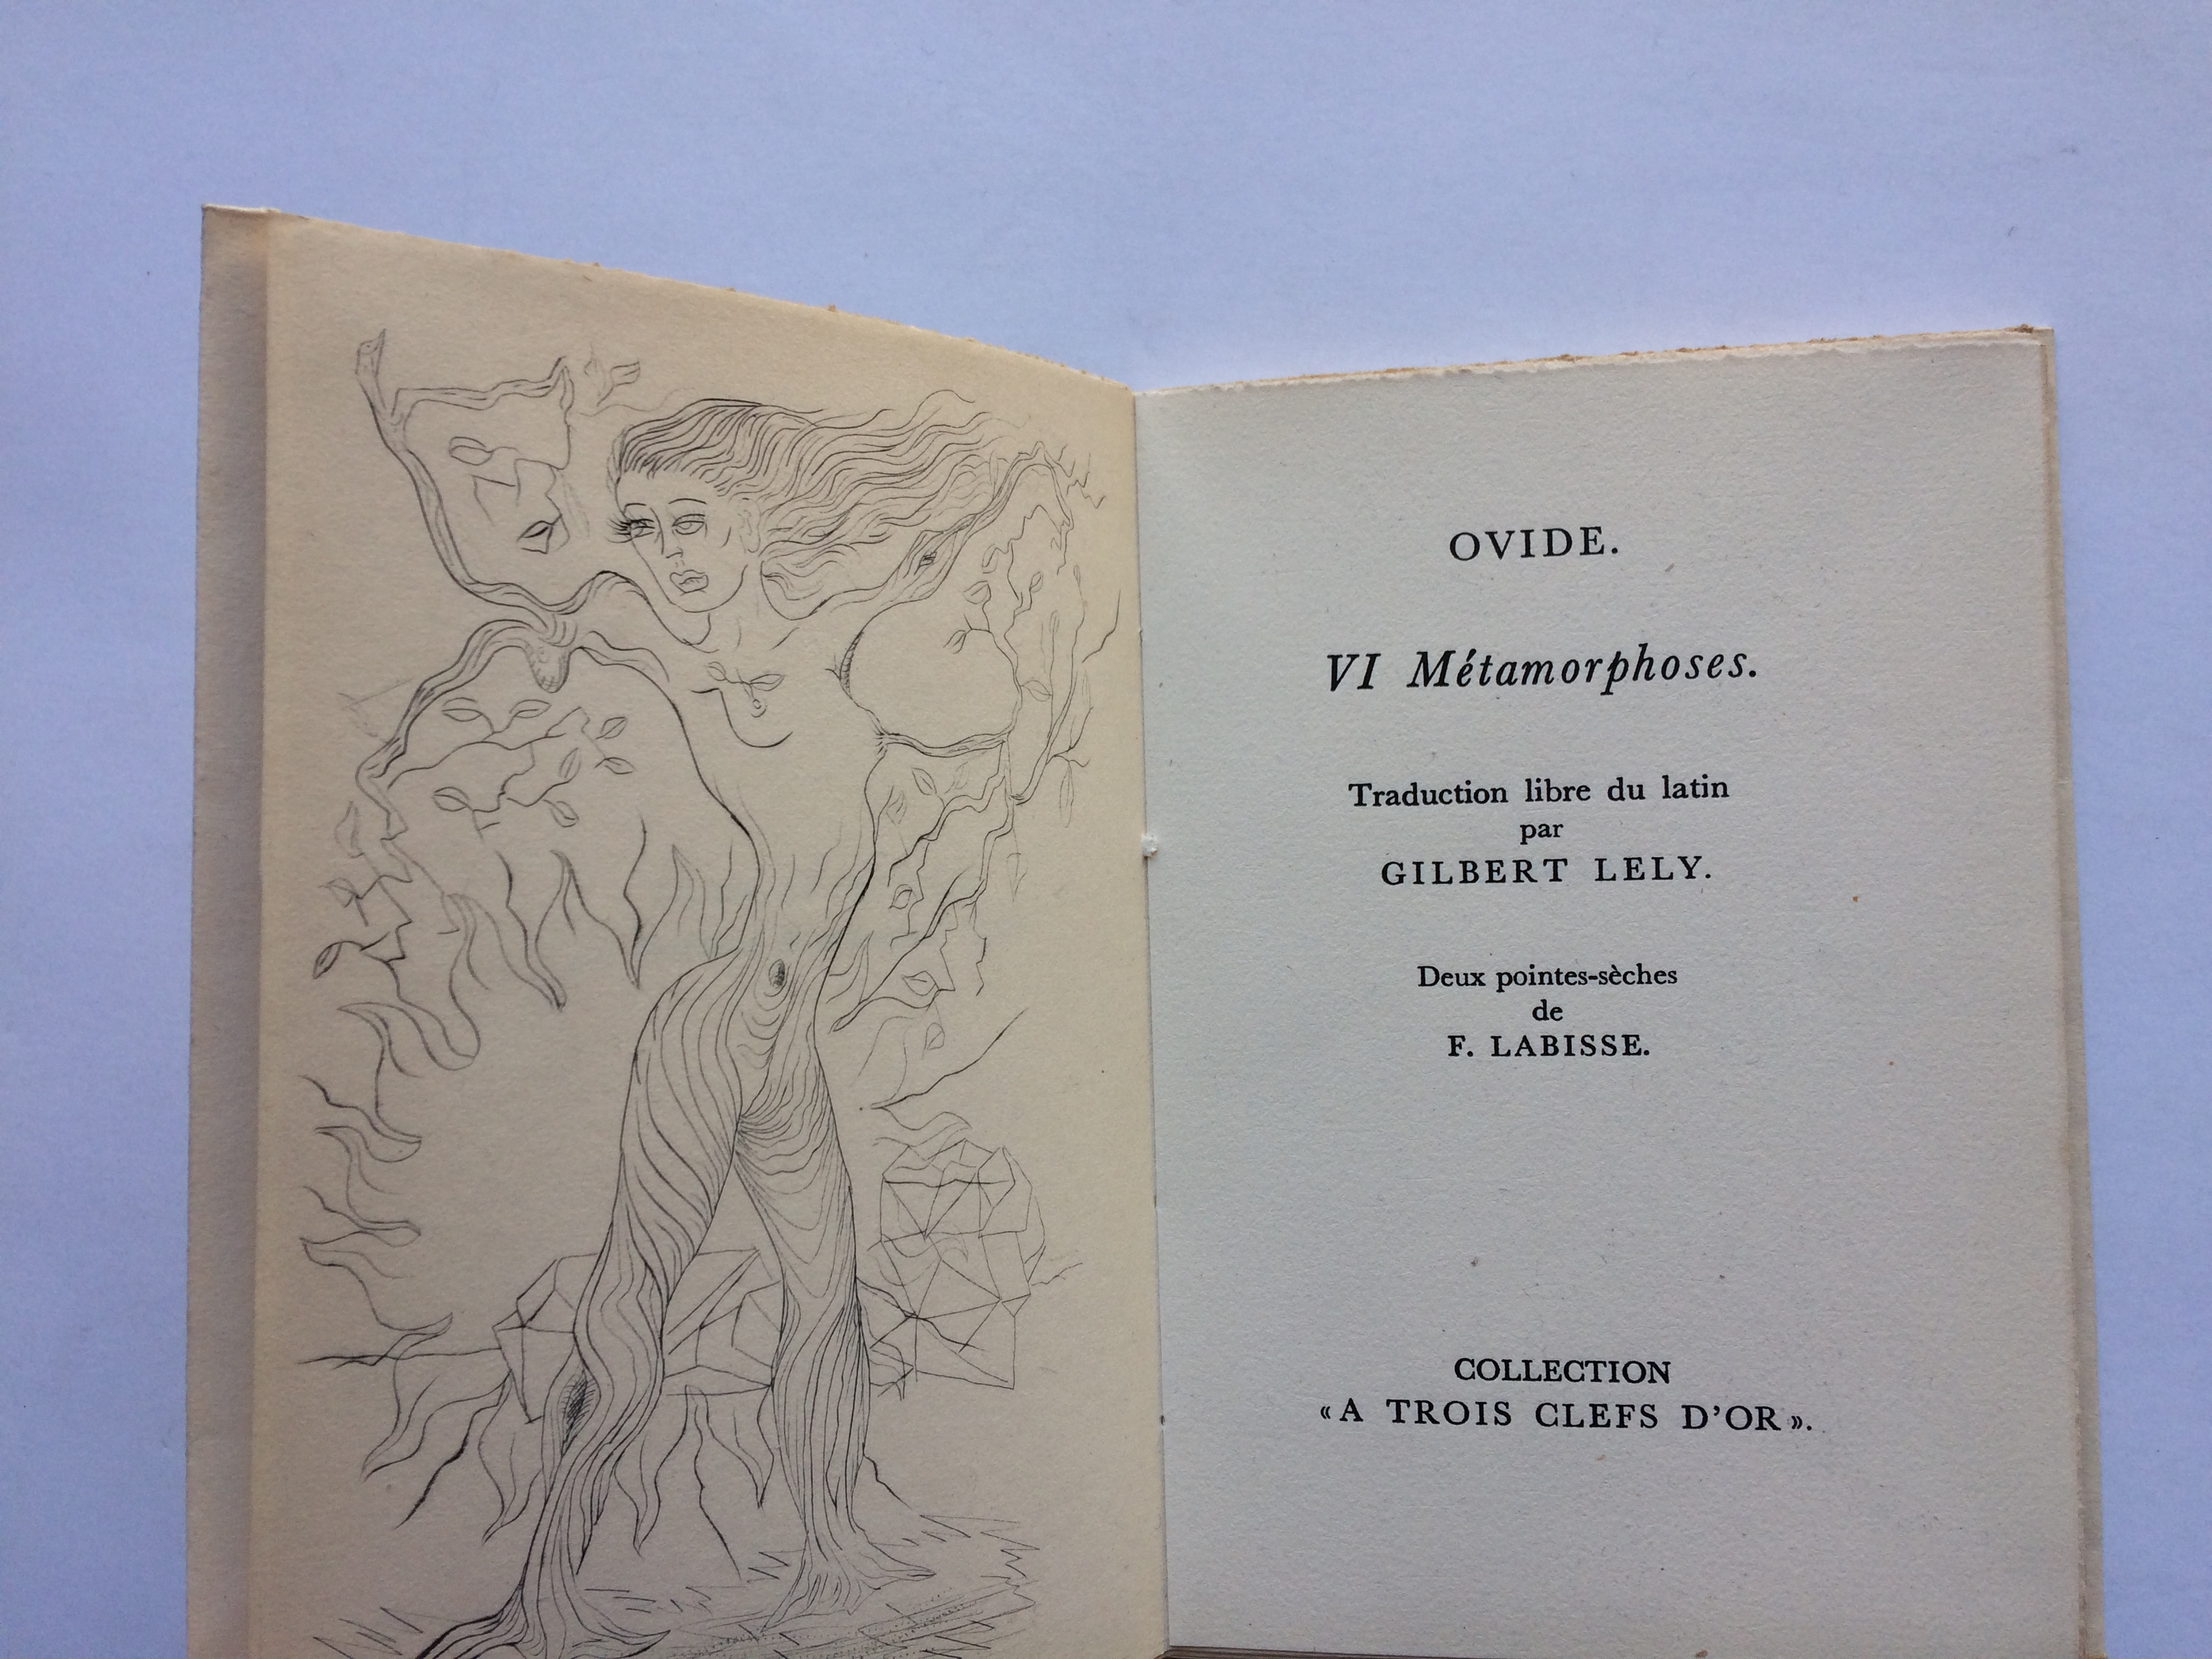 OVIDE.
VI Métamorphoses.
Traduction libre du latin
par
GILBERT LELY.
Deux pointes-sèches
de
F. LABISSE.
COLLECTION
«A TROIS CLEFS D'OR».